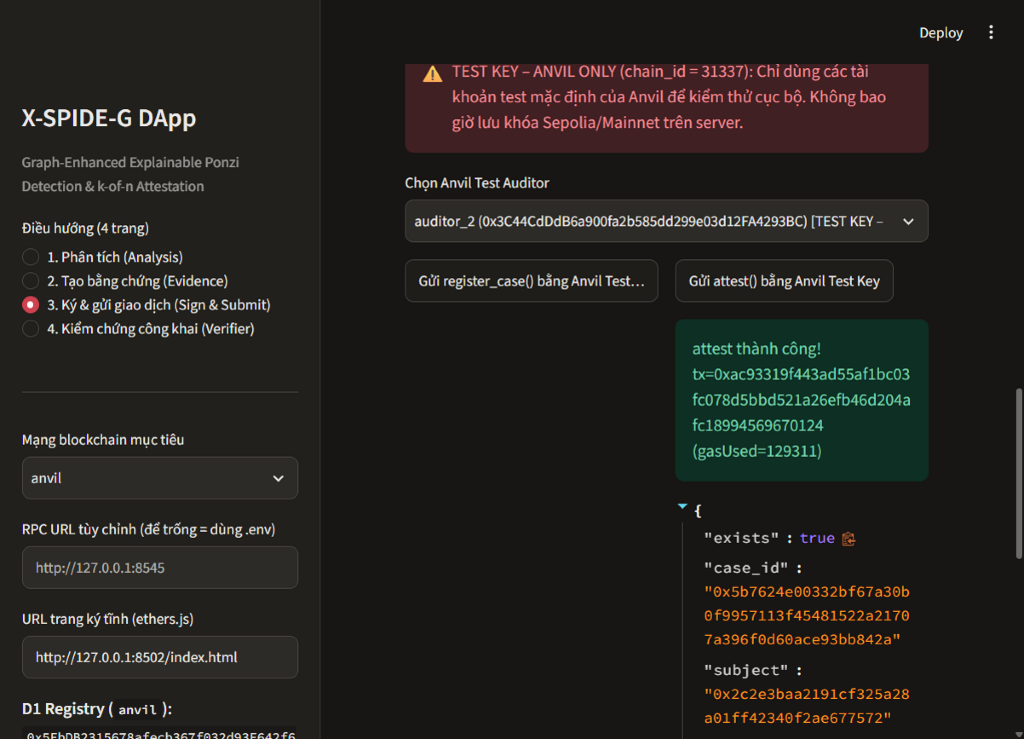 Deploy
X-SPIDE-G DApp
Graph-Enhanced Explainable Ponzi
Detection & k-of-n Attestation
Điều hướng (4 trang)
1. Phân tích (Analysis)
2. Tạo bằng chứng (Evidence)
3. Ký & gửi giao dịch (Sign & Submit)
4. Kiểm chứng công khai (Verifier)
Mạng blockchain mục tiêu
anvil
RPC URL tùy chỉnh (để trống = dùng .env)
http://127.0.0.1:8545
URL trang ký tĩnh (ethers.js)
http://127.0.0.1:8502/index.html
D1 Registry ( anvil ):
TEST KEY – ANVIL ONLY (chain_id = 31337): Chỉ dùng các tài
khoản test mặc định của Anvil để kiểm thử cục bộ. Không bao
giờ lưu khóa Sepolia/Mainnet trên server.
Chọn Anvil Test Auditor
auditor_2 (0x3C44CdDdB6a900fa2b585dd299e03d12FA4293BC) [TEST KEY –
Gửi register_case() bằng Anvil Test...
Gửi attest() bằng Anvil Test Key
attest thành công!
tx=0xac93319f443ad55af1bc03
fc078d5bbd521a26efb46d204a
fc18994569670124
(gasUsed=129311)
{
"exists" : true
"case_id" :
"0x5b7624e00332bf67a30b
0f9957113f45481522a2170
7a396f0d60ace93bb842a"
"subject" :
"0x2c2e3baa2191cf325a28
a01ff42340f2ae677572"